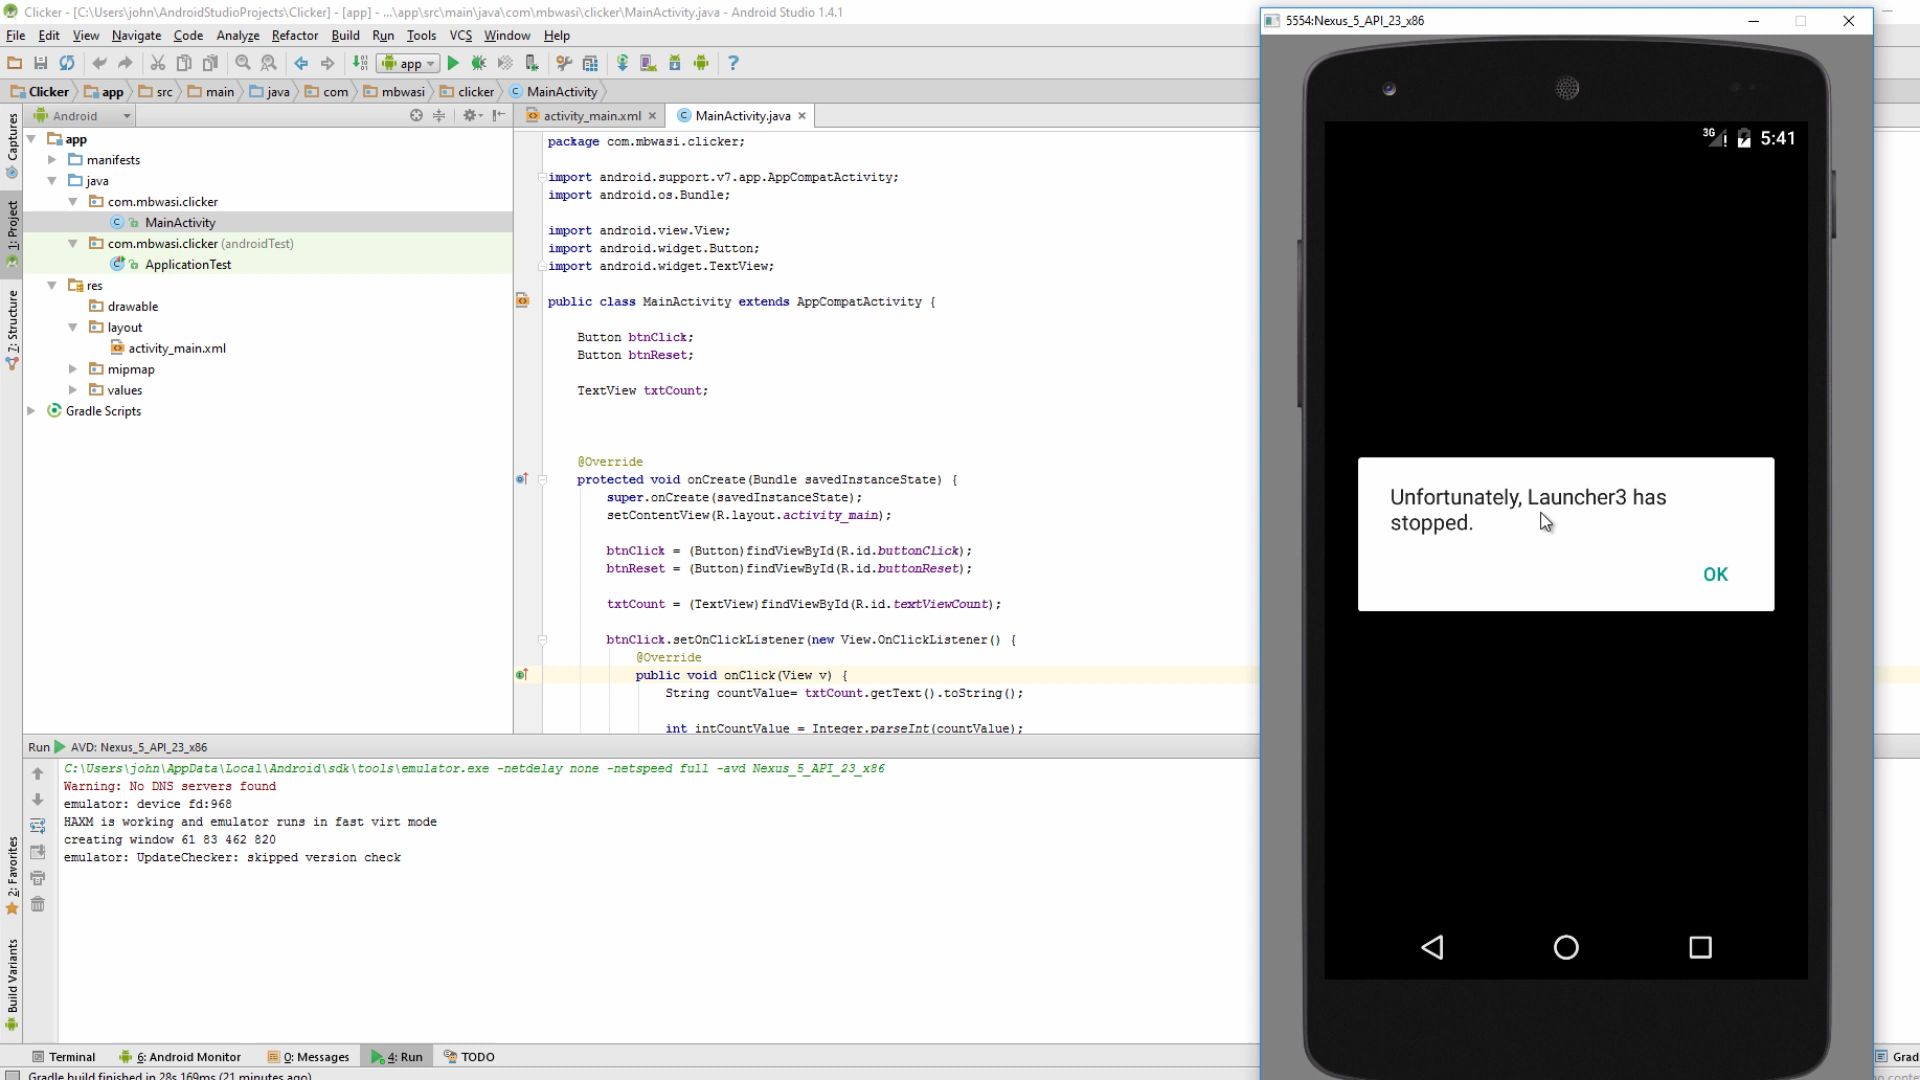 Clicker - [C:\Users\john\AndroidStudioProjects\Clicker] - [app] - ...\app\src\main\java\com\mbwasi\clicker\MainActivity.java - Android Studio 1.4.1
File Edit View Navigate Code Analyze Refactor Build Run Tools VCS Window Help
app
Clicker app src main java com mbwasi clicker MainActivity
Android
activity_main.xml
MainActivity.java
Captures
1: Project
7: Structure
2: Favorites
Build Variants
app
manifests
java
com.mbwasi.clicker
MainActivity
com.mbwasi.clicker (androidTest)
ApplicationTest
res
drawable
layout
activity_main.xml
mipmap
values
Gradle Scripts
package com.mbwasi.clicker;
import android.support.v7.app.AppCompatActivity;
import android.os.Bundle;
import android.view.View;
import android.widget.Button;
import android.widget.TextView;
public class MainActivity extends AppCompatActivity {
Button btnClick;
Button btnReset;
TextView txtCount;
@Override
protected void onCreate(Bundle savedInstanceState) {
super.onCreate(savedInstanceState);
setContentView(R.layout.activity_main);
btnClick = (Button)findViewById(R.id.buttonClick);
btnReset = (Button)findViewById(R.id.buttonReset);
txtCount = (TextView)findViewById(R.id.textViewCount);
btnClick.setOnClickListener(new View.OnClickListener() {
@Override
public void onClick(View v) {
String countValue= txtCount.getText().toString();
int intCountValue = Integer.parseInt(countValue);
Run AVD: Nexus_5_API_23_x86
C:\Users\john\AppData\Local\Android\sdk\tools\emulator.exe -netdelay none -netspeed full -avd Nexus_5_API_23_x86
Warning: No DNS servers found
emulator: device fd:968
HAXM is working and emulator runs in fast virt mode
creating window 61 83 462 820
emulator: UpdateChecker: skipped version check
Terminal 6: Android Monitor 0: Messages 4: Run TODO
Gradle build finished in 28s 169ms (21 minutes ago)
5554:Nexus_5_API_23_x86
3G 5:41
Unfortunately, Launcher3 has
stopped.
OK
Grad